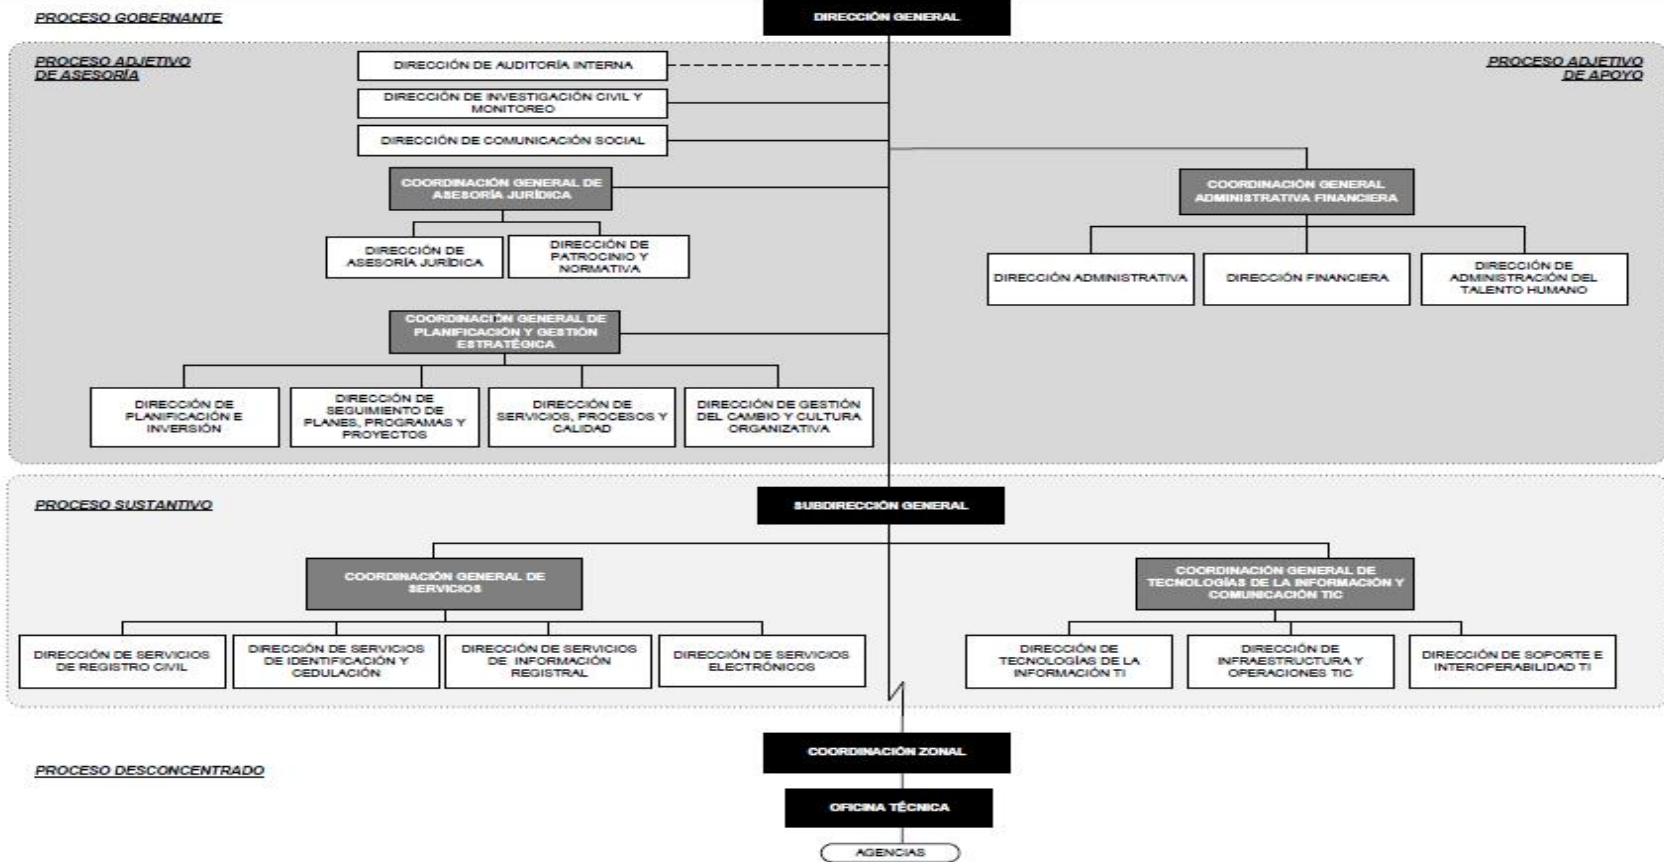 PROCESO GOBERNANTE
DIRECCIÓN GENERAL
PROCESO ADJETIVO
DE ASESORÍA
PROCESO ADJETIVO
DE APOYO
DIRECCIÓN DE AUDITORÍA INTERNA
DIRECCIÓN DE INVESTIGACIÓN CIVIL Y
MONITOREO
DIRECCIÓN DE COMUNICACIÓN SOCIAL
COORDINACIÓN GENERAL DE
ASESORÍA JURÍDICA
DIRECCIÓN DE
ASESORÍA JURÍDICA
DIRECCIÓN DE
PATROCINIO Y
NORMATIVA
COORDINACIÓN GENERAL
ADMINISTRATIVA FINANCIERA
DIRECCIÓN ADMINISTRATIVA
DIRECCIÓN FINANCIERA
DIRECCIÓN DE
ADMINISTRACIÓN DEL
TALENTO HUMANO
COORDINACIÓN GENERAL DE
PLANIFICACIÓN Y GESTIÓN
ESTRATÉGICA
DIRECCIÓN DE
PLANIFICACIÓN E
INVERSIÓN
DIRECCIÓN DE
SEGUIMIENTO DE
PLANES, PROGRAMAS Y
PROYECTOS
DIRECCIÓN DE
SERVICIOS, PROCESOS Y
CALIDAD
DIRECCIÓN DE GESTIÓN
DEL CAMBIO Y CULTURA
ORGANIZATIVA
PROCESO SUSTANTIVO
SUBDIRECCIÓN GENERAL
COORDINACIÓN GENERAL DE
SERVICIOS
COORDINACIÓN GENERAL DE
TECNOLOGÍAS DE LA INFORMACIÓN Y
COMUNICACIÓN TIC
DIRECCIÓN DE SERVICIOS
DE REGISTRO CIVIL
DIRECCIÓN DE SERVICIOS
DE IDENTIFICACIÓN Y
CEDULACIÓN
DIRECCIÓN DE SERVICIOS
DE INFORMACIÓN
REGISTRAL
DIRECCIÓN DE SERVICIOS
ELECTRÓNICOS
DIRECCIÓN DE
TECNOLOGÍAS DE LA
INFORMACIÓN TI
DIRECCIÓN DE
INFRAESTRUCTURA Y
OPERACIONES TIC
DIRECCIÓN DE SOPORTE E
INTEROPERABILIDAD TI
PROCESO DESCONCENTRADO
COORDINACIÓN ZONAL
OFICINA TÉCNICA
AGENCIAS